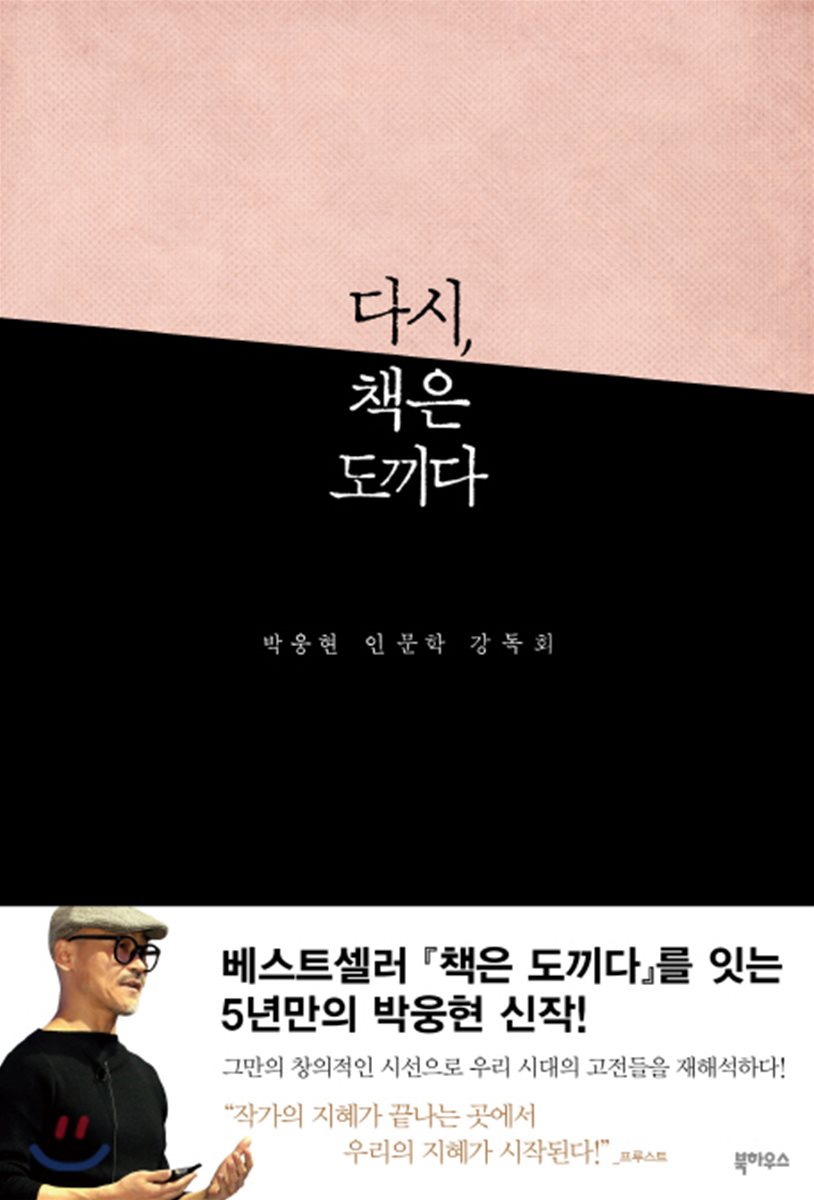 다시,
책은
도끼다
박웅현 인문학 강독회
베스트셀러 『책은 도끼다』를 잇는
5년만의 박웅현 신작!
그만의 창의적인 시선으로 우리 시대의 고전들을 재해석하다!
“작가의 지혜가 끝나는 곳에서
우리의 지혜가 시작된다!” _프루스트
북하우스